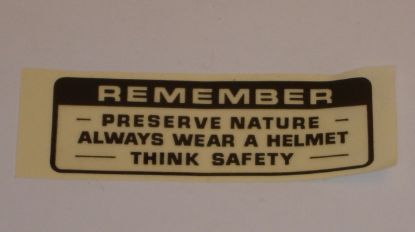 REMEMBER
– PRESERVE NATURE –
ALWAYS WEAR A HELMET
— THINK SAFETY —